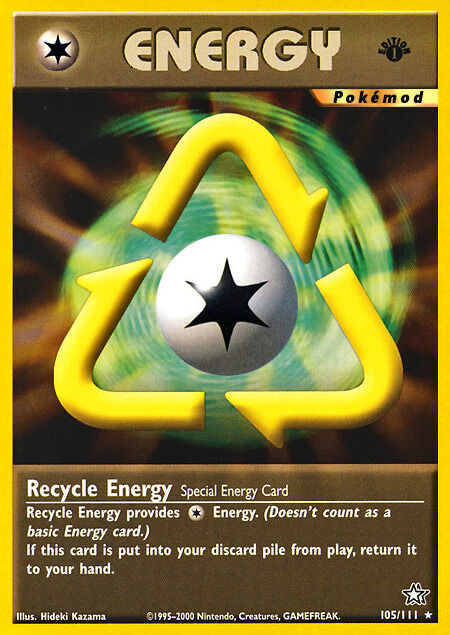 ENERGY
EDITION 1
Pokémod
Recycle Energy Special Energy Card
Recycle Energy provides Energy. (Doesn't count as a
basic Energy card.)
If this card is put into your discard pile from play, return it
to your hand.
Illus. Hideki Kazama ©1995-2000 Nintendo, Creatures, GAMEFREAK. 105/111 ★